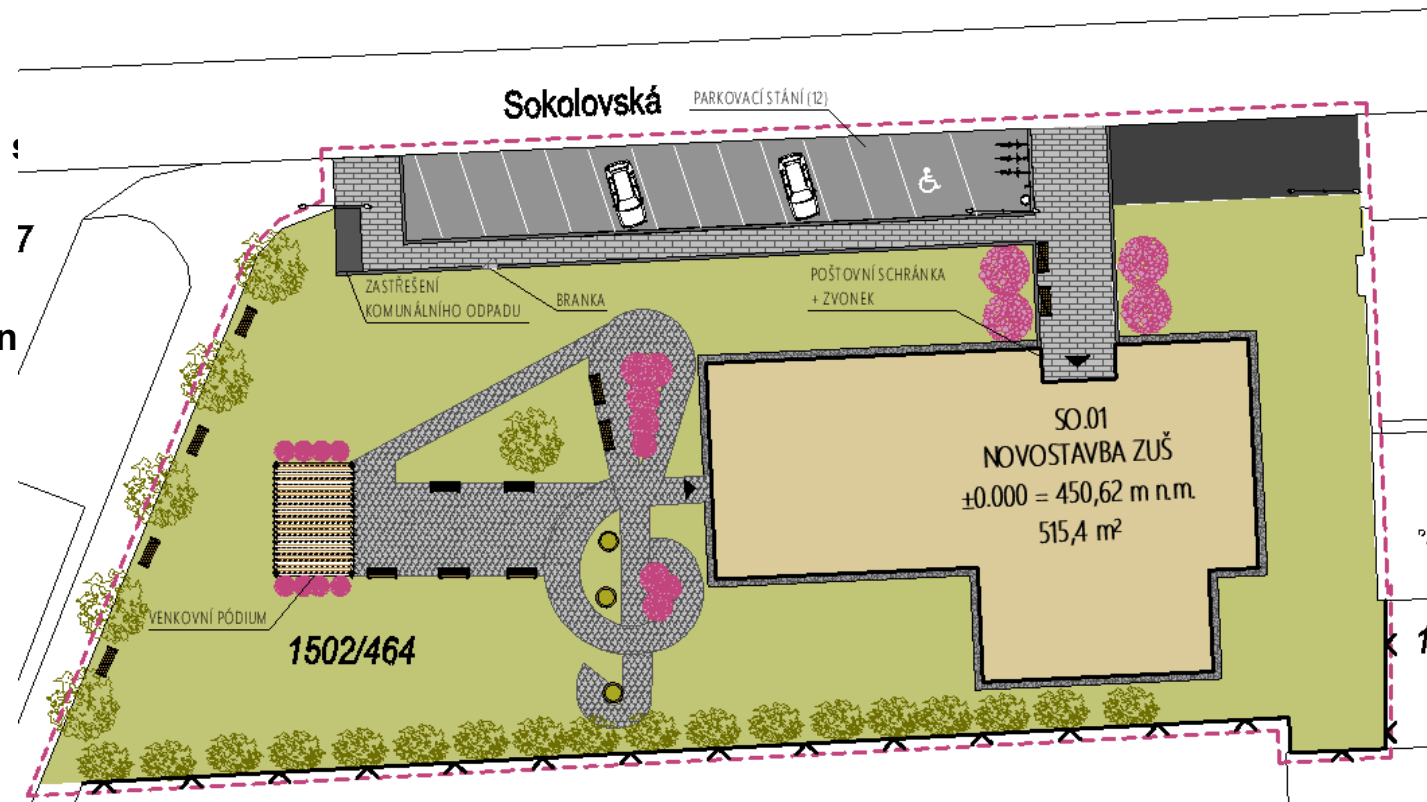 Sokolovská
PARKOVACÍ STÁNÍ (12)
7
n
ZASTŘEŠENÍ
KOMUNÁLNÍHO ODPADU
BRANKA
POŠTOVNÍ SCHRÁNKA
+ ZVONEK
SO.01
NOVOSTAVBA ZUŠ
±0.000 = 450,62 m n.m.
515,4 m²
VENKOVNÍ PÓDIUM
1502/464
1